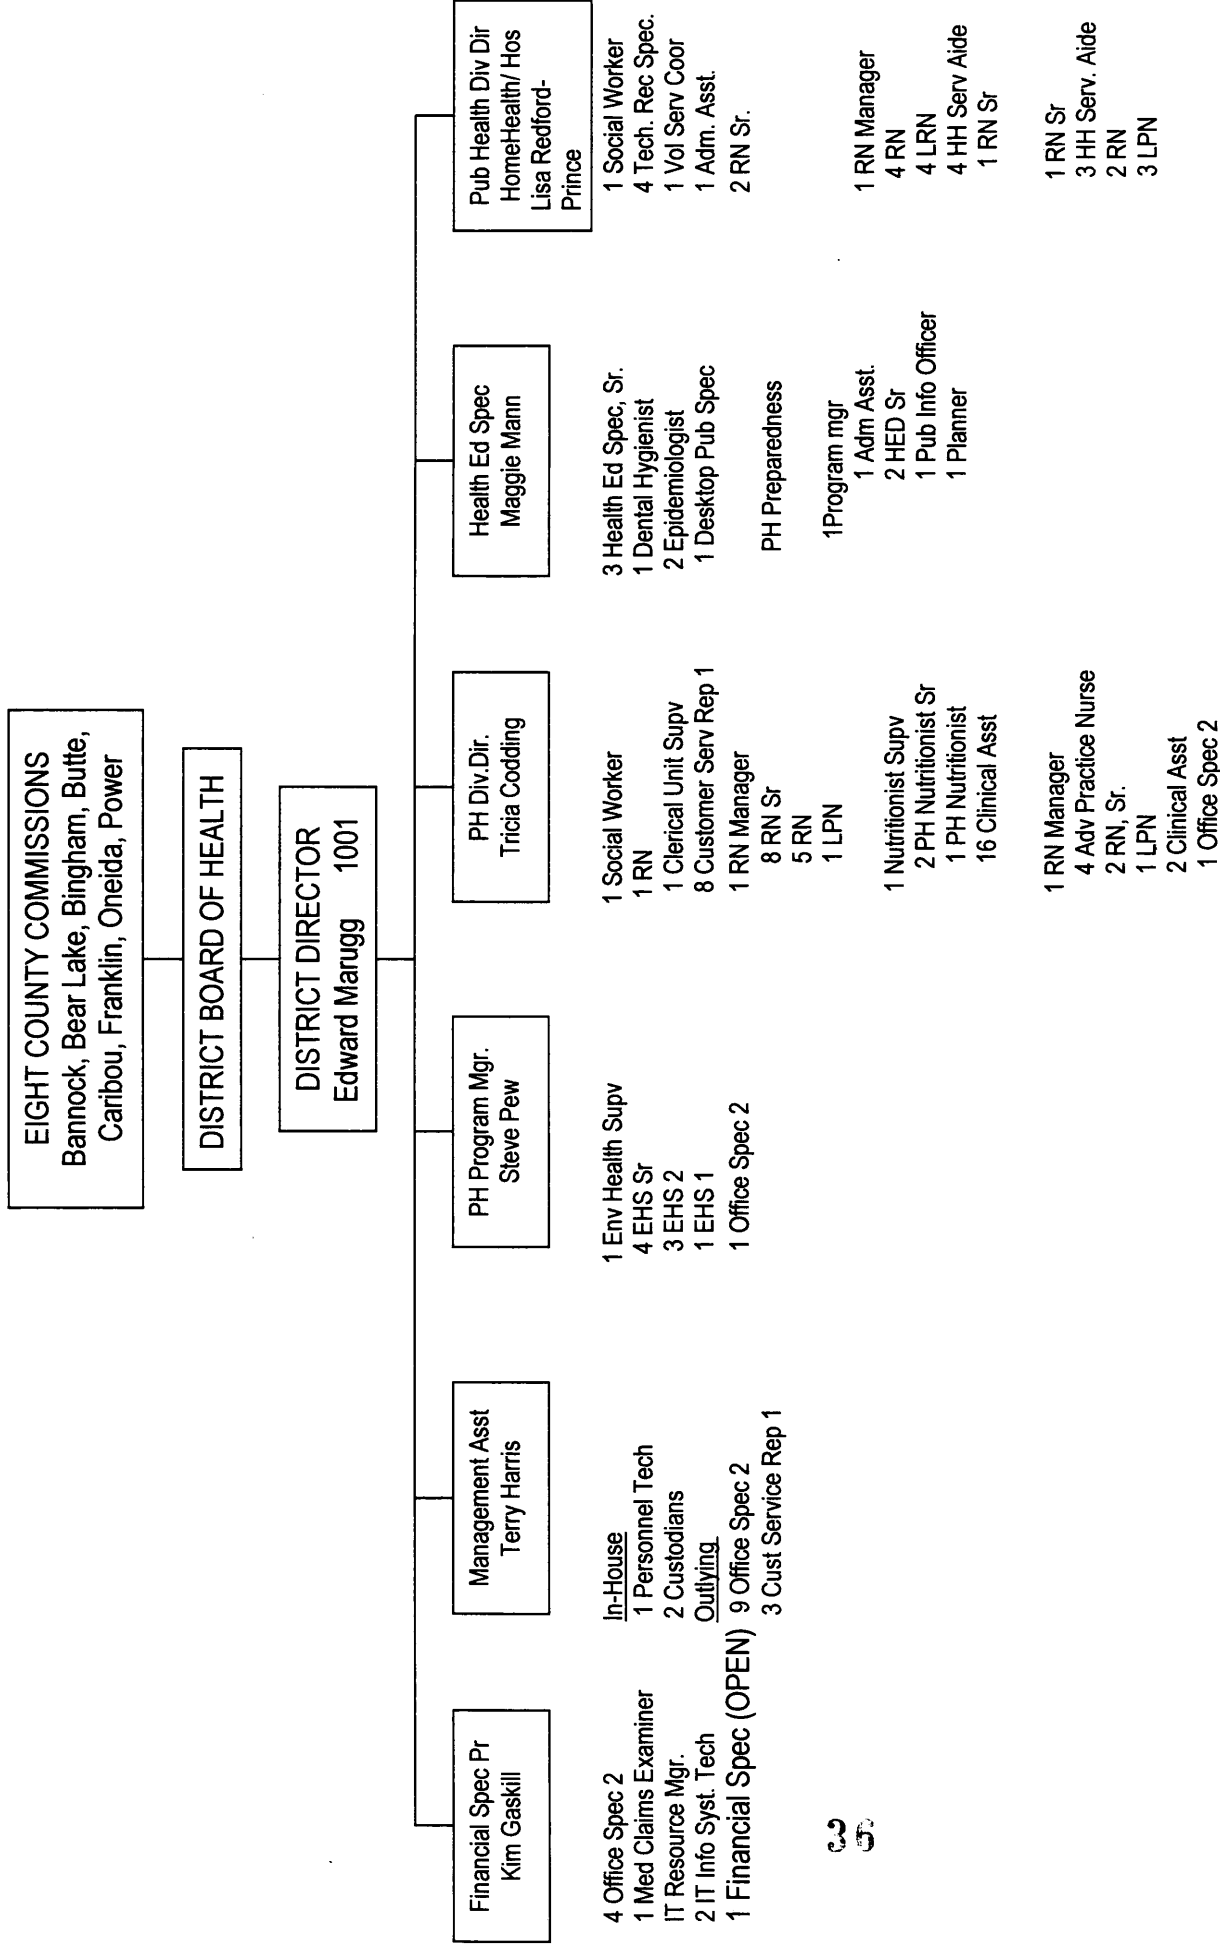 EIGHT COUNTY COMMISSIONS
Bannock, Bear Lake, Bingham, Butte,
Caribou, Franklin, Oneida, Power
DISTRICT BOARD OF HEALTH
DISTRICT DIRECTOR
Edward Marugg 1001
Financial Spec Pr
Kim Gaskill
4 Office Spec 2
1 Med Claims Examiner
IT Resource Mgr.
2 IT Info Syst. Tech
1 Financial Spec (OPEN)
Management Asst
Terry Harris
In-House
1 Personnel Tech
2 Custodians
Outlying
9 Office Spec 2
3 Cust Service Rep 1
PH Program Mgr.
Steve Pew
1 Env Health Supv
4 EHS Sr
3 EHS 2
1 EHS 1
1 Office Spec 2
PH Div.Dir.
Tricia Codding
1 Social Worker
1 RN
1 Clerical Unit Supv
8 Customer Serv Rep 1
1 RN Manager
8 RN Sr
5 RN
1 LPN
1 Nutritionist Supv
2 PH Nutritionist Sr
1 PH Nutritionist
16 Clinical Asst
1 RN Manager
4 Adv Practice Nurse
2 RN, Sr.
1 LPN
2 Clinical Asst
1 Office Spec 2
Health Ed Spec
Maggie Mann
3 Health Ed Spec, Sr.
1 Dental Hygienist
2 Epidemiologist
1 Desktop Pub Spec
PH Preparedness
1Program mgr
1 Adm Asst.
2 HED Sr
1 Pub Info Officer
1 Planner
Pub Health Div Dir
HomeHealth/ Hos
Lisa Redford-
Prince
1 Social Worker
4 Tech. Rec Spec.
1 Vol Serv Coor
1 Adm. Asst.
2 RN Sr.
1 RN Manager
4 RN
4 LRN
4 HH Serv Aide
1 RN Sr
1 RN Sr
3 HH Serv. Aide
2 RN
3 LPN